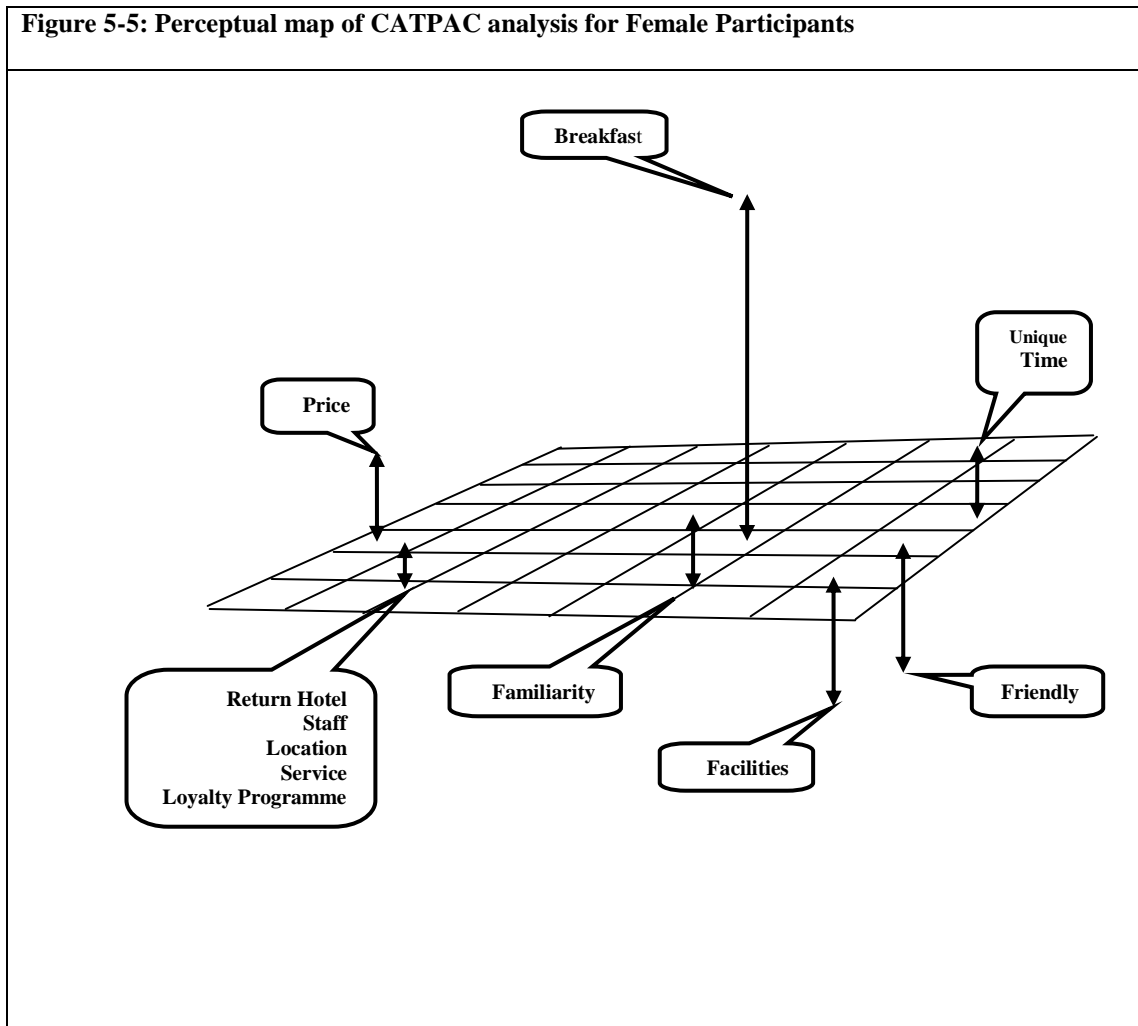 Figure 5-5: Perceptual map of CATPAC analysis for Female Participants
Breakfast
Unique
Time
Price
Return Hotel
Staff
Location
Service
Loyalty Programme
Familiarity
Facilities
Friendly